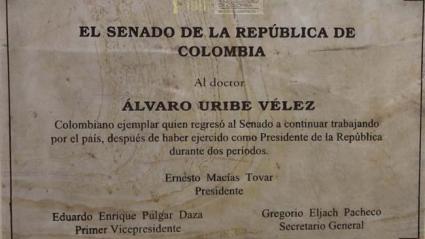 EL SENADO DE LA REPÚBLICA DE
COLOMBIA
Al doctor
ÁLVARO URIBE VÉLEZ
Colombiano ejemplar quien regresó al Senado a continuar trabajando
por el país, después de haber ejercido como Presidente de la República
durante dos períodos.
Ernesto Macías Tovar
Presidente
Eduardo Enrique Púlgar Daza
Primer Vicepresidente
Gregorio Eljach Pacheco
Secretario General